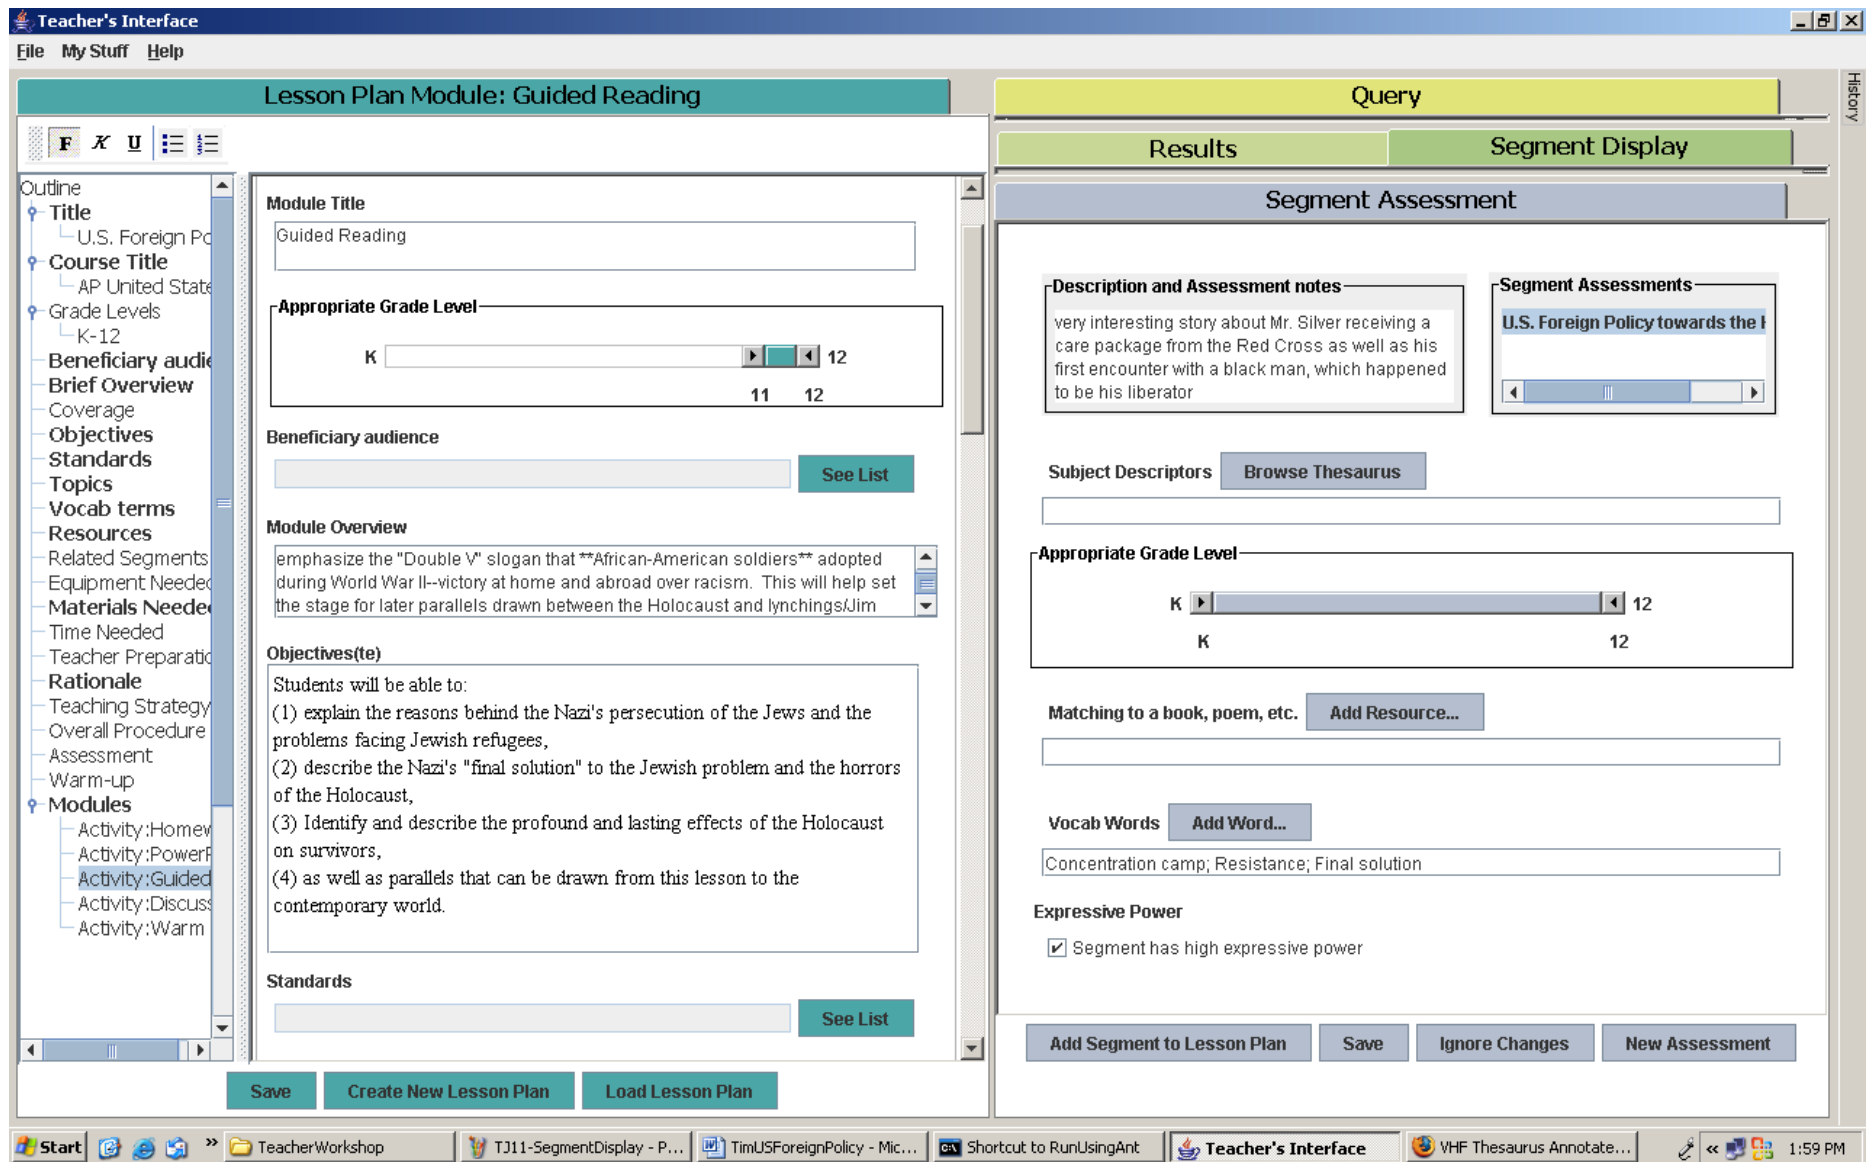 Teacher's Interface
File My Stuff Help
Lesson Plan Module: Guided Reading
F K U
Outline
Title
U.S. Foreign Po
Course Title
AP United State
Grade Levels
K-12
Beneficiary audie
Brief Overview
Coverage
Objectives
Standards
Topics
Vocab terms
Resources
Related Segments
Equipment Needed
Materials Neede
Time Needed
Teacher Preparatio
Rationale
Teaching Strategy
Overall Procedure
Assessment
Warm-up
Modules
Activity:Homew
Activity:PowerP
Activity:Guided
Activity:Discuss
Activity:Warm
Module Title
Guided Reading
Appropriate Grade Level
K 12
11 12
Beneficiary audience
See List
Module Overview
emphasize the "Double V" slogan that **African-American soldiers** adopted
during World War II--victory at home and abroad over racism. This will help set
the stage for later parallels drawn between the Holocaust and lynchings/Jim
Objectives(te)
Students will be able to:
(1) explain the reasons behind the Nazi's persecution of the Jews and the
problems facing Jewish refugees,
(2) describe the Nazi's "final solution" to the Jewish problem and the horrors
of the Holocaust,
(3) Identify and describe the profound and lasting effects of the Holocaust
on survivors,
(4) as well as parallels that can be drawn from this lesson to the
contemporary world.
Standards
See List
Save Create New Lesson Plan Load Lesson Plan
Query
History
Results Segment Display
Segment Assessment
Description and Assessment notes
very interesting story about Mr. Silver receiving a
care package from the Red Cross as well as his
first encounter with a black man, which happened
to be his liberator
Segment Assessments
U.S. Foreign Policy towards the H
Subject Descriptors Browse Thesaurus
Appropriate Grade Level
K 12
K 12
Matching to a book, poem, etc. Add Resource...
Vocab Words Add Word...
Concentration camp; Resistance; Final solution
Expressive Power
Segment has high expressive power
Add Segment to Lesson Plan Save Ignore Changes New Assessment
Start » TeacherWorkshop TJ11-SegmentDisplay - P... TimUSForeignPolicy - Mic... Shortcut to RunUsingAnt Teacher's Interface VHF Thesaurus Annotate... « 1:59 PM